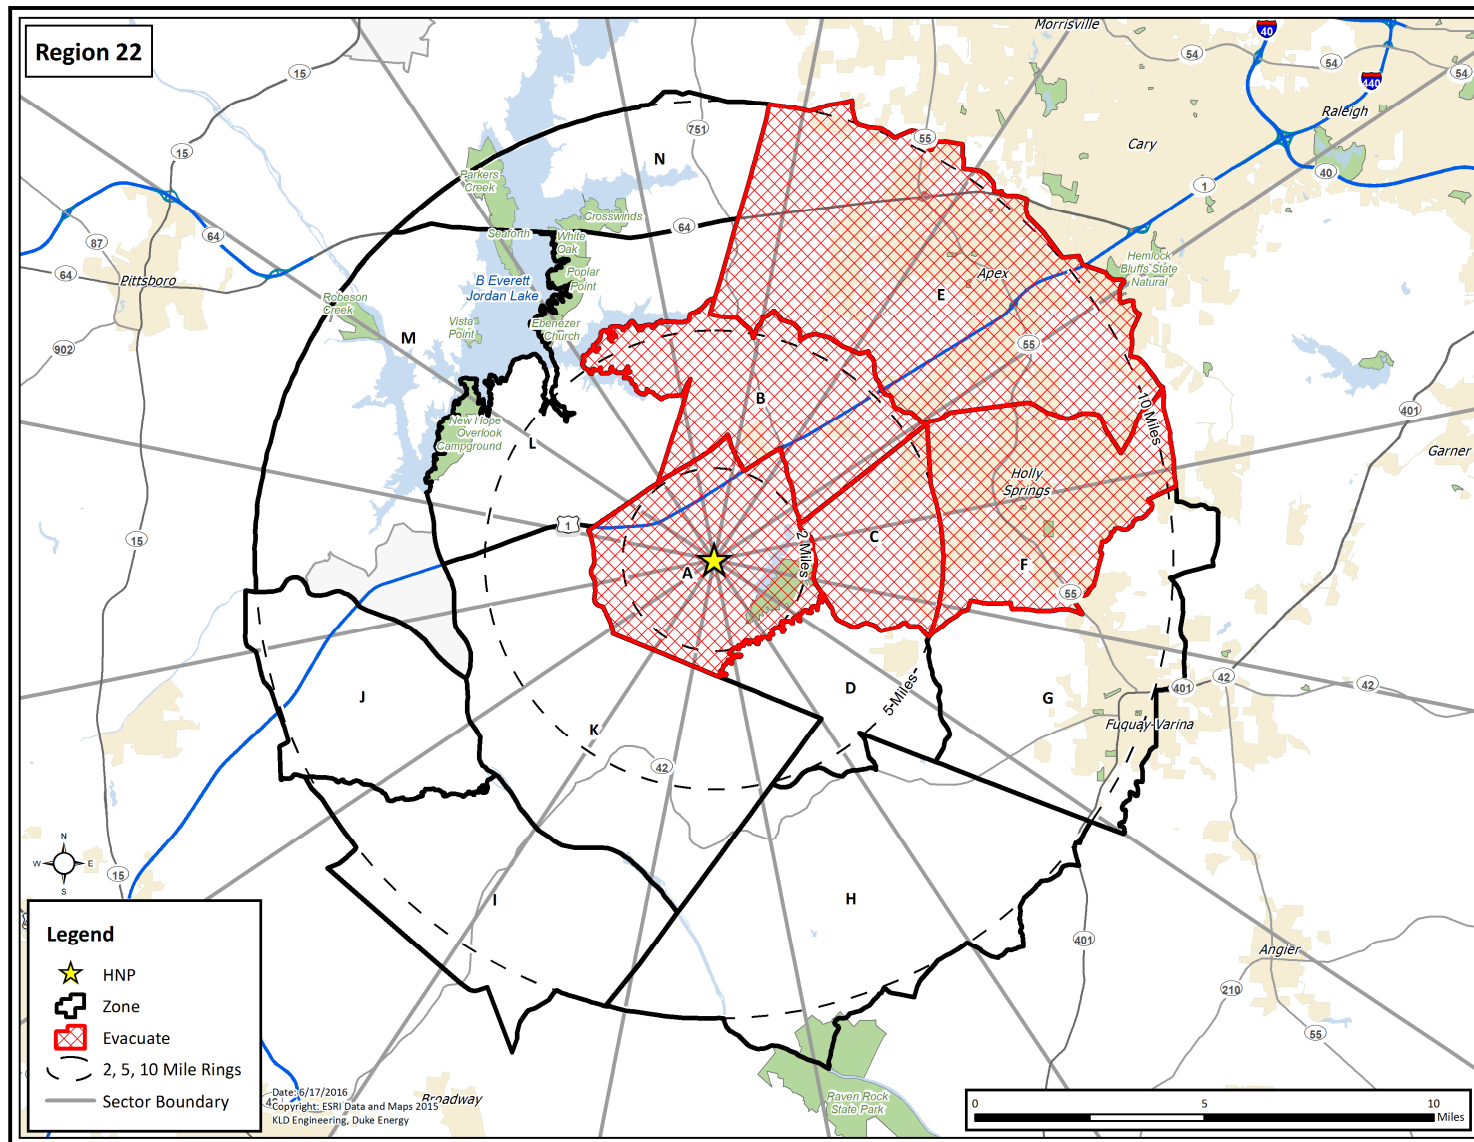 Region 22
Morrisville
40
54
54
54
440
Raleigh
15
751
55
Cary
N
15
Parkers
Creek
40
1
Crosswinds
64
Seaforth
White
Oak
64
87
64
Pittsboro
Poplar
Point
B Everett
Jordan Lake
Apex
Hemlock
Bluffs State
Natural
E
Robeson
Creek
Vista
Point
Ebenezer
Church
M
902
55
B
10 Miles
401
New Hope
Overlook
Campground
L
Garner
Holly
Springs
1
15
C
2 Miles
A
F
55
J
D
5-Miles
G
42
42
401
Fuquay-Varina
K
42
N
W
E
S
15
I
H
401
Angier
210
55
Legend
HNP
Zone
Evacuate
2, 5, 10 Mile Rings
Sector Boundary
Date: 6/17/2016
Copyright: ESRI Data and Maps 2015
KLD Engineering, Duke Energy
Broadway
Raven Rock
State Park
0
5
10
Miles